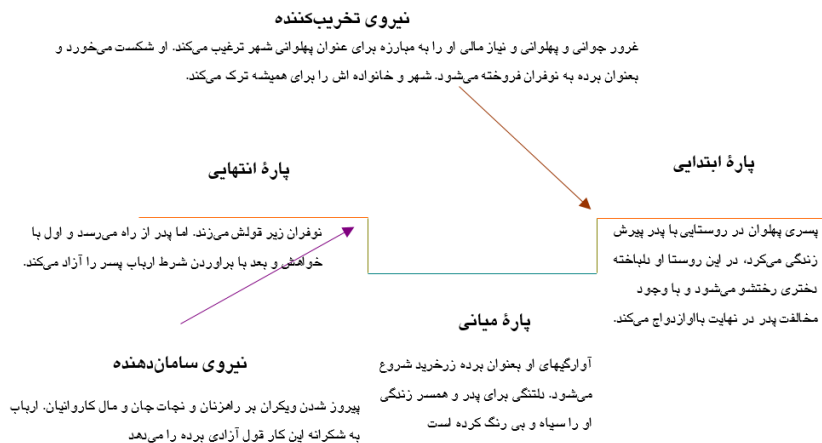 نیروی تخریب‌کننده
غرور جوانی و پهلوانی و نیاز مالی او را به مبارزه برای عنوان پهلوانی شهر ترغیب می‌کند. او شکست می‌خورد و
بعنوان برده به نوفران فروخته می‌شود. شهر و خانواده اش را برای همیشه ترک می‌کند.
پارهٔ ابتدایی
پسری پهلوان در روستایی با پدر پیرش
زندگی می‌کرد، در این روستا او دلباخته
دختری رختشو می‌شود و با وجود
مخالفت پدر در نهایت بااوازدواج می‌کند.
پارهٔ انتهایی
نوفران زیر قولش می‌زند. اما پدر از راه می‌رسد و اول با
خواهش و بعد با براوردن شرط ارباب پسر را آزاد می‌کند.
پارهٔ میانی
آوارگیهای او بعنوان برده زرخرید شروع
می‌شود. دلتنگی برای پدر و همسر زندگی
او را سیاه و بی رنگ کرده است
نیروی سامان‌دهنده
پیروز شدن ویکران بر راهزنان و نجات جان و مال کاروانیان. ارباب
به شکرانه این کار قول آزادی برده را می‌دهد